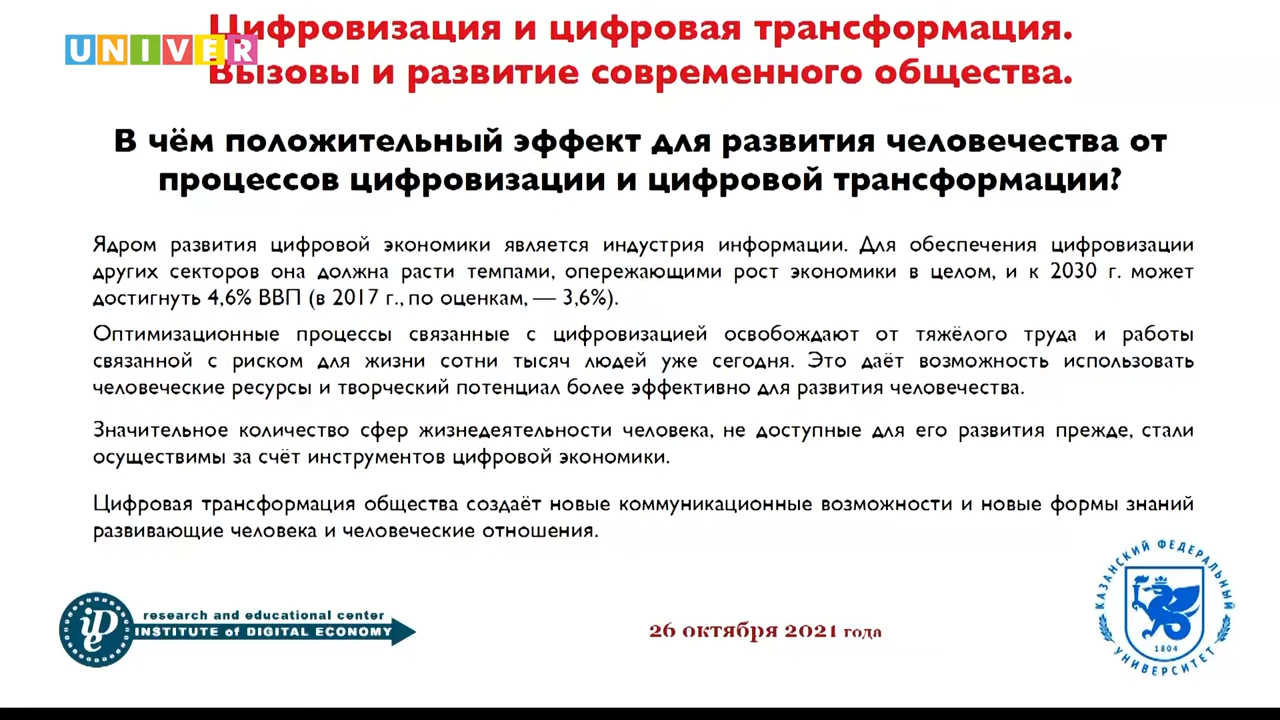 Цифровизация и цифровая трансформация.
UNIVER
Вызовы и развитие современного общества.
В чём положительный эффект для развития человечества от
процессов цифровизации и цифровой трансформации?
Ядром развития цифровой экономики является индустрия информации. Для обеспечения цифровизации
других секторов она должна расти темпами, опережающими рост экономики в целом, и к 2030 г. может
достигнуть 4,6% ВВП (в 2017 г., по оценкам, — 3,6%).
Оптимизационные процессы связанные с цифровизацией освобождают от тяжёлого труда и работы
связанной с риском для жизни сотни тысяч людей уже сегодня. Это даёт возможность использовать
человеческие ресурсы и творческий потенциал более эффективно для развития человечества.
Значительное количество сфер жизнедеятельности человека, не доступные для его развития прежде, стали
осуществимы за счёт инструментов цифровой экономики.
Цифровая трансформация общества создаёт новые коммуникационные возможности и новые формы знаний
развивающие человека и человеческие отношения.
ide
research and educational center
INSTITUTE of DIGITAL ECONOMY
26 октября 2021 года
КАЗАНСКИЙ ФЕДЕРАЛЬНЫЙ
1804
УНИВЕРСИТЕТ